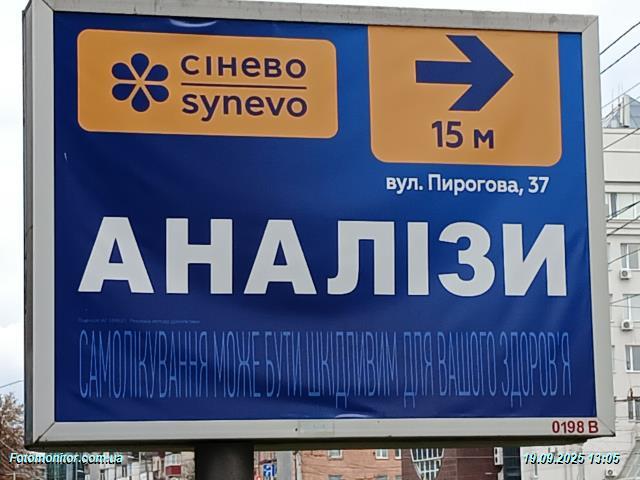 сінево
synevo
15 м
вул. Пирогова, 37
АНАЛІЗИ
САМОЛІКУВАННЯ МОЖЕ БУТИ ШКІДЛИВИМ ДЛЯ ВАШОГО ЗДОРОВ'Я
0198 В
Fotomonitor.com.ua
19.09.2025 13:05